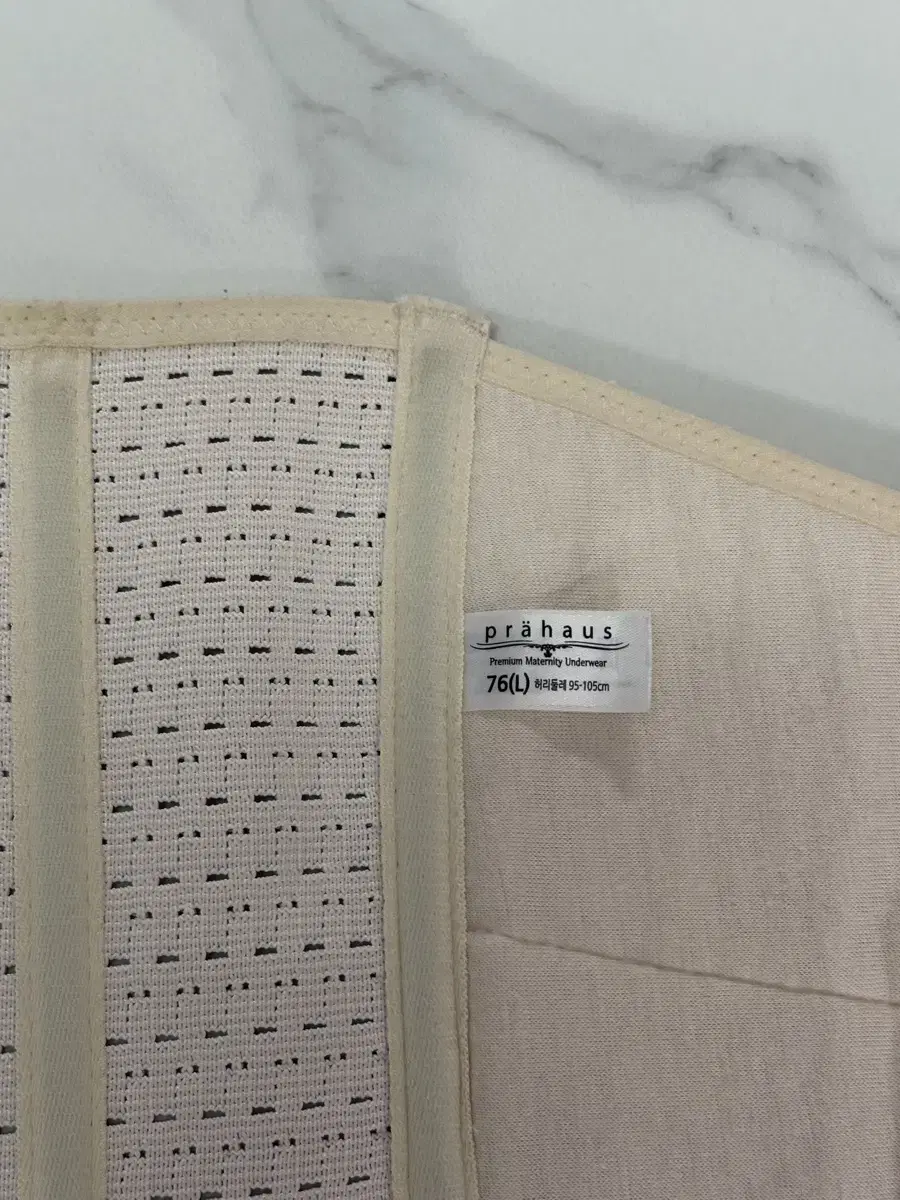 prähaus
Premium Maternity Underwear
76(L) 허리둘레 95-105cm